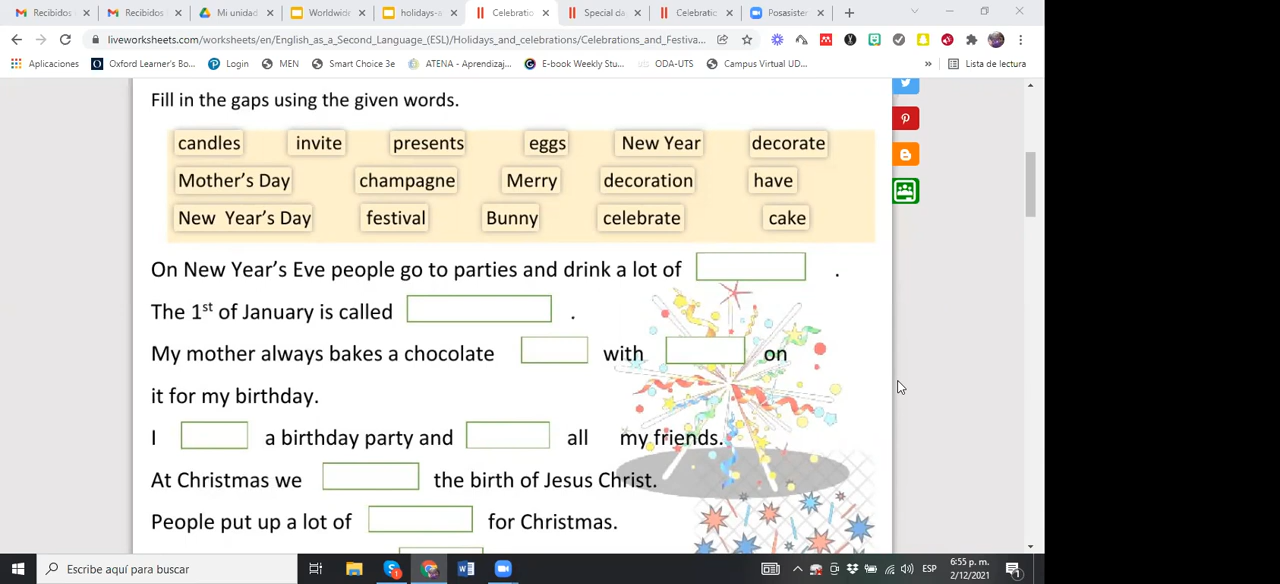 Recibidos
Recibidos
Mi unidad
Worldwide
holidays-a
Celebratio
Special da
Celebratic
Posasister
liveworksheets.com/worksheets/en/English_as_a_Second_Language_(ESL)/Holidays_and_celebrations/Celebrations_and_Festiva...
Aplicaciones
Oxford Learner's Bo...
Login
MEN
Smart Choice 3e
ATENA - Aprendizaj...
E-book Weekly Stu...
ODA-UTS
Campus Virtual UD...
»
Lista de lectura
Fill in the gaps using the given words.
candles invite presents eggs New Year decorate
Mother's Day champagne Merry decoration have
New Year's Day festival Bunny celebrate cake
On New Year's Eve people go to parties and drink a lot of .
The 1st of January is called .
My mother always bakes a chocolate with on
it for my birthday.
I a birthday party and all my friends.
At Christmas we the birth of Jesus Christ.
People put up a lot of for Christmas.
Escribe aquí para buscar
ESP
6:55 p. m.
2/12/2021